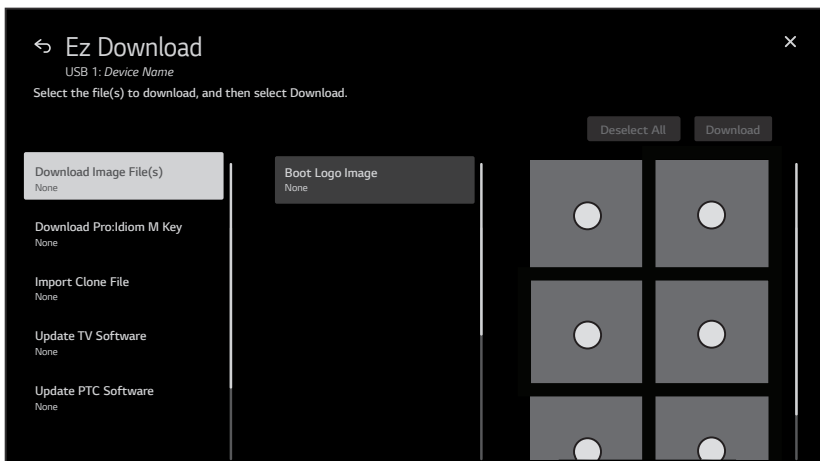 Ez Download
USB 1: Device Name
Select the file(s) to download, and then select Download.
Deselect All
Download
Download Image File(s)
None
Download Pro:Idiom M Key
None
Import Clone File
None
Update TV Software
None
Update PTC Software
None
Boot Logo Image
None